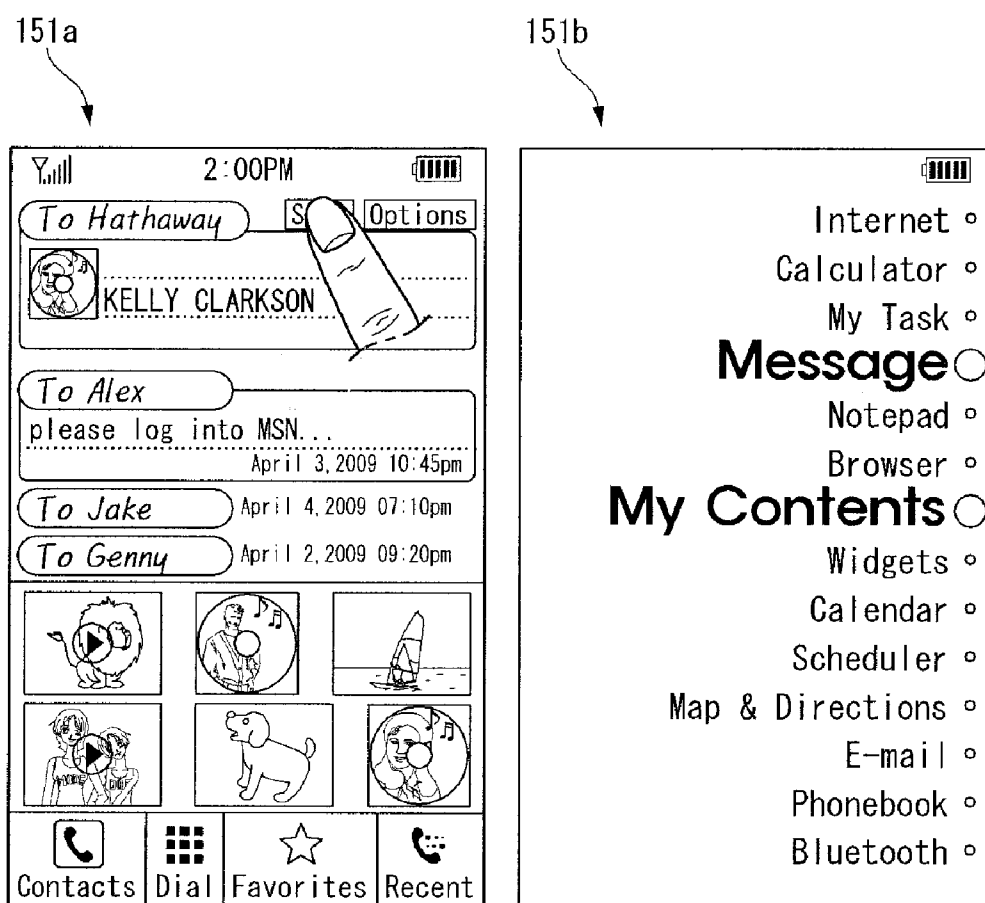 151a
151b
2:00PM
To Hathaway
Options
KELLY CLARKSON
To Alex
please log into MSN...
April 3,2009 10:45pm
To Jake
April 4,2009 07:10pm
To Genny
April 2,2009 09:20pm
Contacts
Dial
Favorites
Recent
Internet
Calculator
My Task
Message
Notepad
Browser
My Contents
Widgets
Calendar
Scheduler
Map & Directions
E-mail
Phonebook
Bluetooth